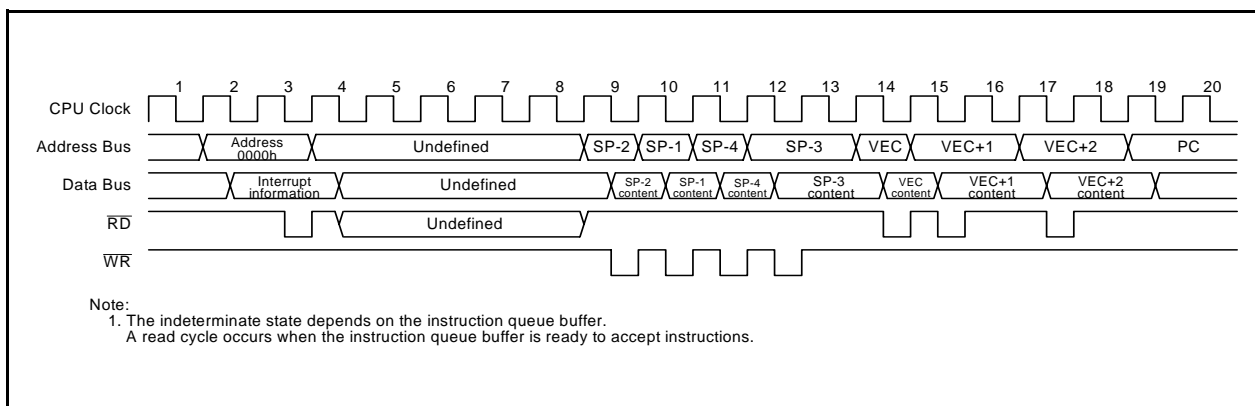 1 2 3 4 5 6 7 8 9 10 11 12 13 14 15 16 17 18 19 20
CPU Clock
Address Bus Address 0000h Undefined SP-2 SP-1 SP-4 SP-3 VEC VEC+1 VEC+2 PC
Data Bus Interrupt information Undefined SP-2 content SP-1 content SP-4 content SP-3 content VEC content VEC+1 content VEC+2 content
RD Undefined
WR
Note:
1. The indeterminate state depends on the instruction queue buffer.
A read cycle occurs when the instruction queue buffer is ready to accept instructions.